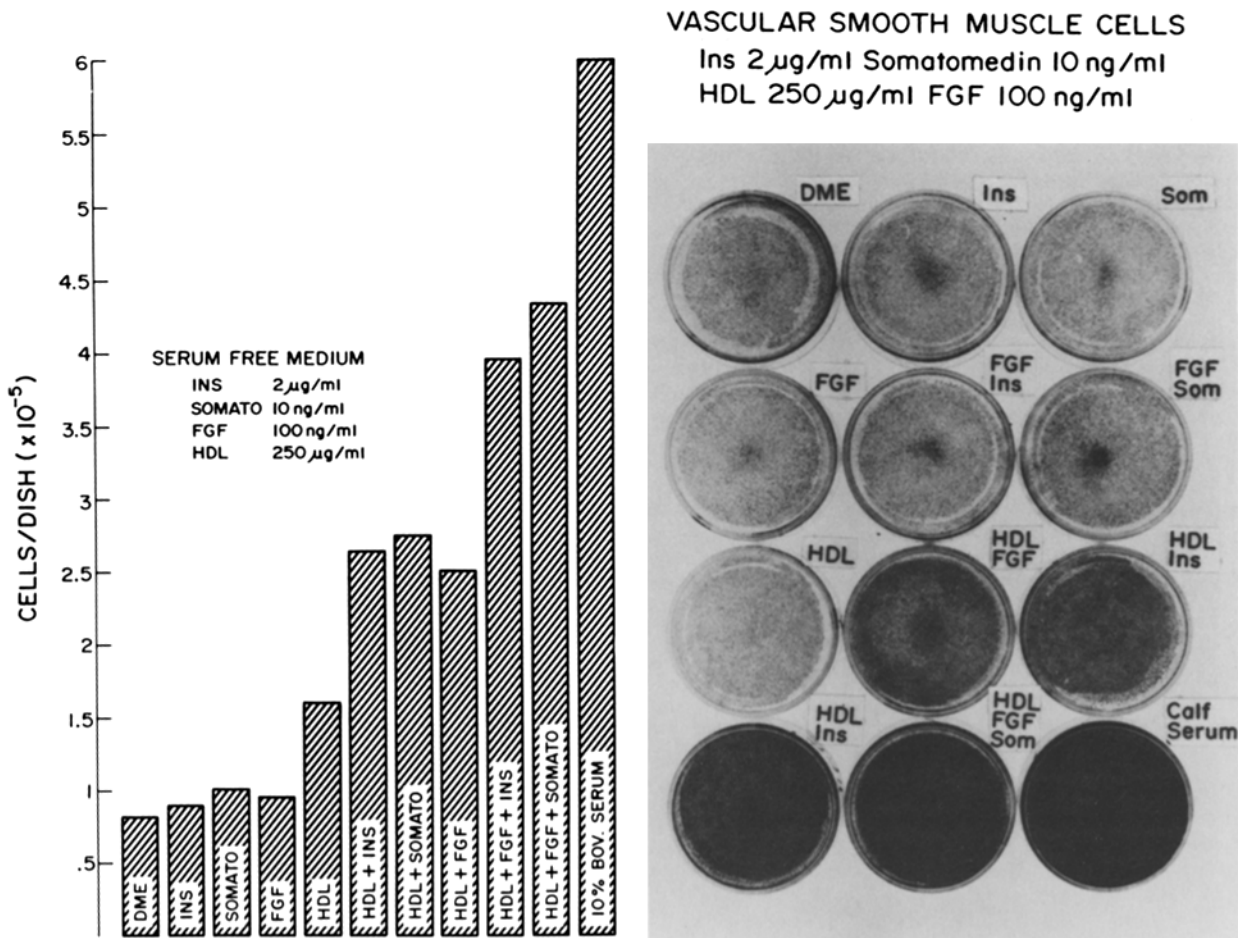 VASCULAR SMOOTH MUSCLE CELLS
Ins 2 µg/ml Somatomedin 10 ng/ml
HDL 250 µg/ml FGF 100 ng/ml
CELLS/DISH (x10⁻⁵)
6
5.5
5
4.5
4
3.5
3
2.5
2
1.5
1
.5
SERUM FREE MEDIUM
INS 2 µg/ml
SOMATO 10 ng/ml
FGF 100 ng/ml
HDL 250 µg/ml
DME
INS
SOMATO
FGF
HDL
HDL + INS
HDL + SOMATO
HDL + FGF
HDL + FGF + INS
HDL + FGF + SOMATO
10% BOV. SERUM
DME
Ins
Som
FGF
FGF
Ins
FGF
Som
HDL
HDL
FGF
HDL
Ins
HDL
Ins
HDL
FGF
Som
Calf
Serum